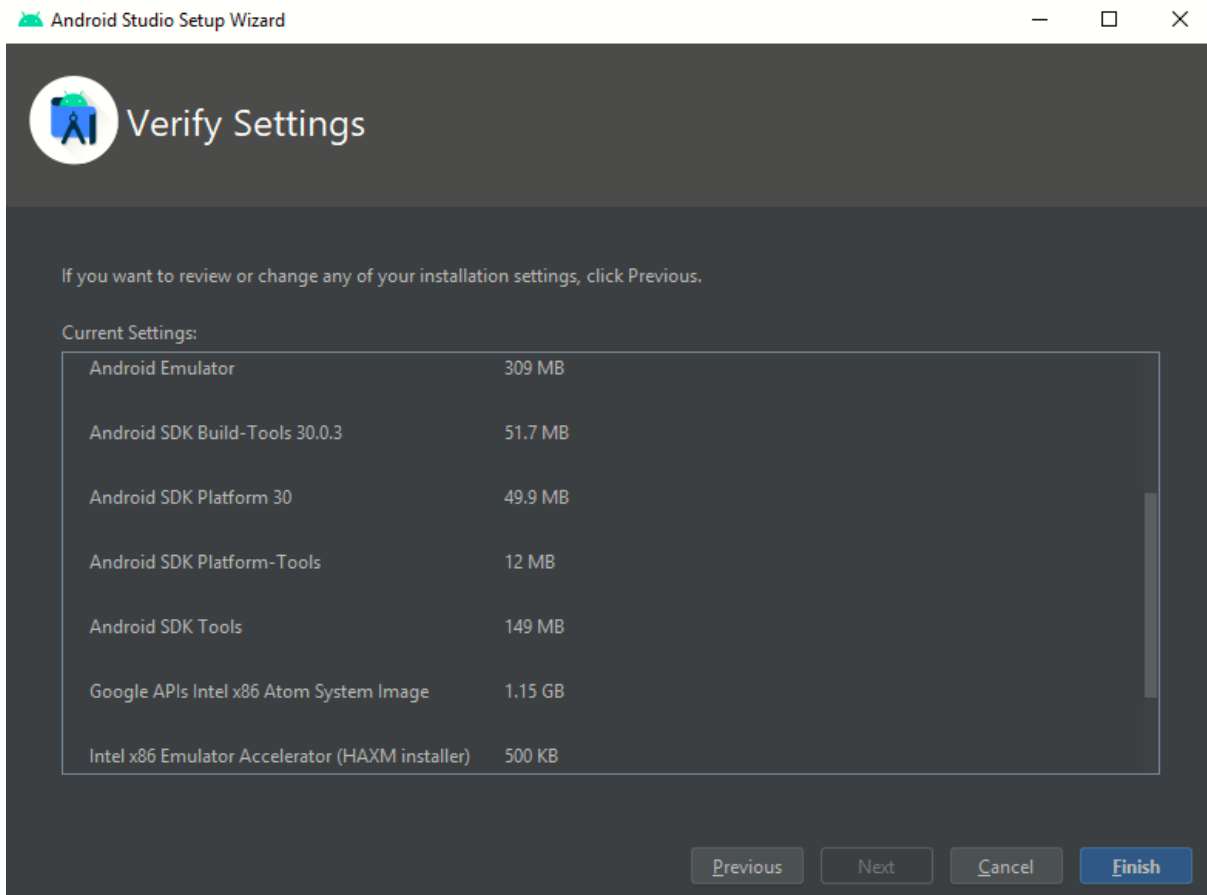 Android Studio Setup Wizard
Verify Settings
If you want to review or change any of your installation settings, click Previous.
Current Settings:
Android Emulator 309 MB
Android SDK Build-Tools 30.0.3 51.7 MB
Android SDK Platform 30 49.9 MB
Android SDK Platform-Tools 12 MB
Android SDK Tools 149 MB
Google APIs Intel x86 Atom System Image 1.15 GB
Intel x86 Emulator Accelerator (HAXM installer) 500 KB
Previous Next Cancel Finish